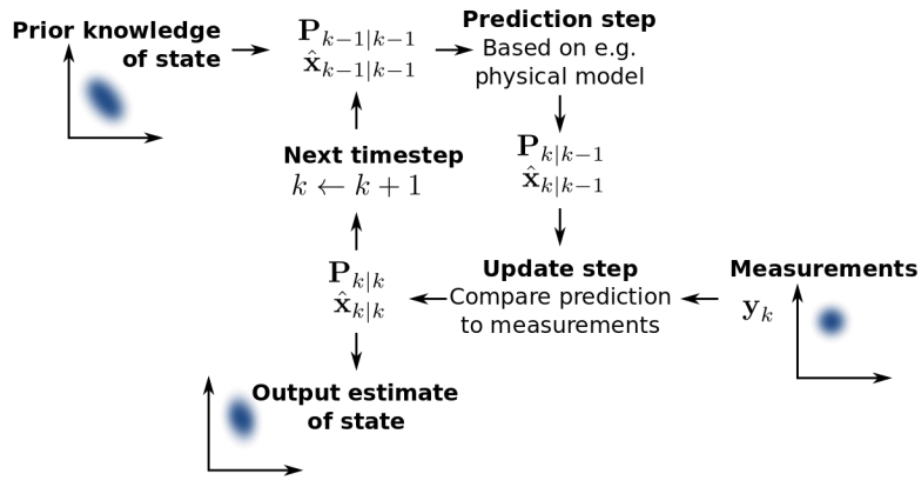 Prior knowledge
of state
P_{k−1|k−1}
x̂_{k−1|k−1}
Prediction step
Based on e.g.
physical model
Next timestep
k ← k + 1
P_{k|k−1}
x̂_{k|k−1}
P_{k|k}
x̂_{k|k}
Update step
Compare prediction
to measurements
Measurements
y_k
Output estimate
of state